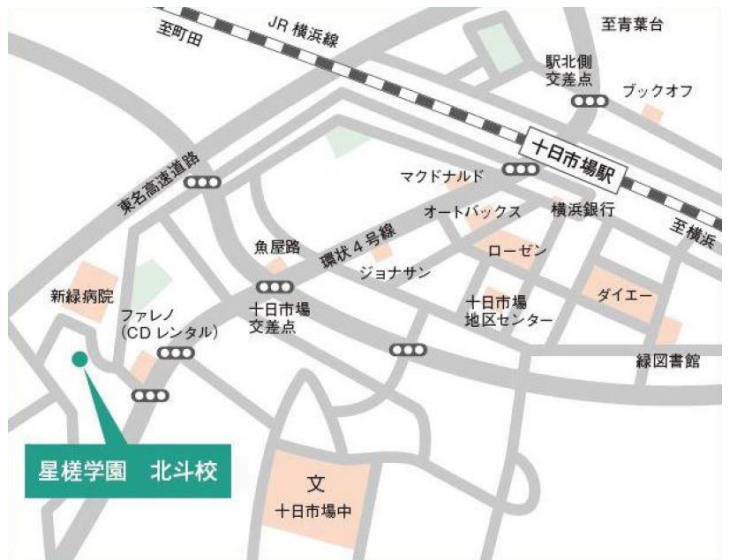 JR 横浜線
至町田
至青葉台
駅北側
交差点
ブックオフ
十日市場駅
東名高速道路
マクドナルド
オートバックス
横浜銀行
至横浜
魚屋路
環状4号線
ジョナサン
ローゼン
新緑病院
ファレノ
(CDレンタル)
十日市場
交差点
十日市場
地区センター
ダイエー
緑図書館
星槎学園 北斗校
文
十日市場中